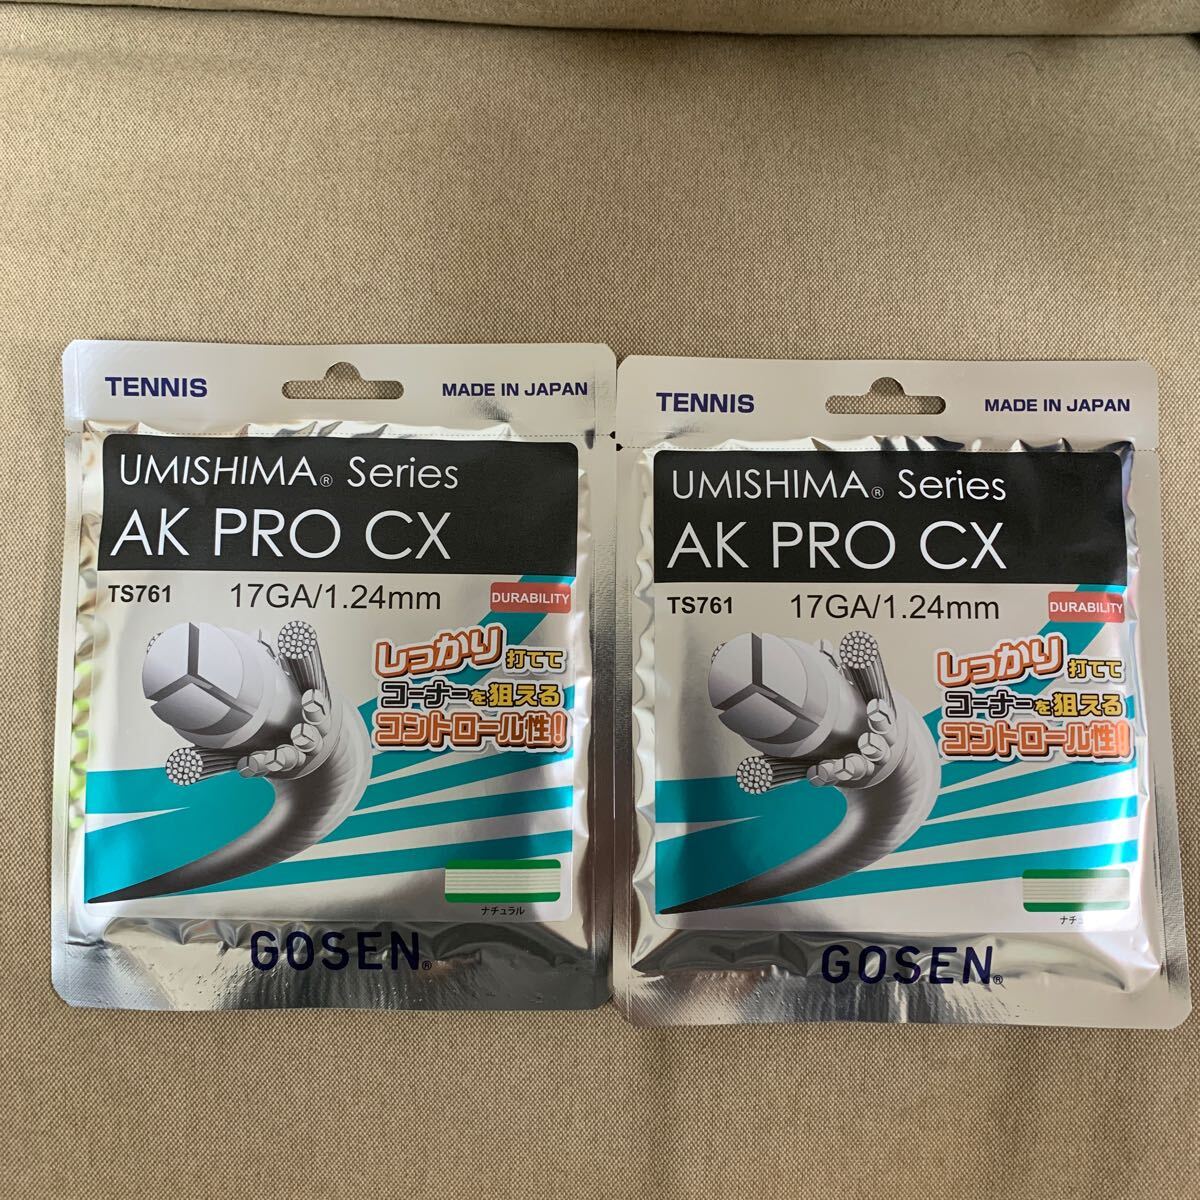 TENNIS
MADE IN JAPAN
UMISHIMA® Series
AK PRO CX
TS761
17GA/1.24mm
DURABILITY
しっかり打てて
コーナーを狙える
コントロール性!
ナチュラル
GOSEN®
TENNIS
MADE IN JAPAN
UMISHIMA® Series
AK PRO CX
TS761
17GA/1.24mm
DURABILITY
しっかり打てて
コーナーを狙える
コントロール性!
GOSEN®